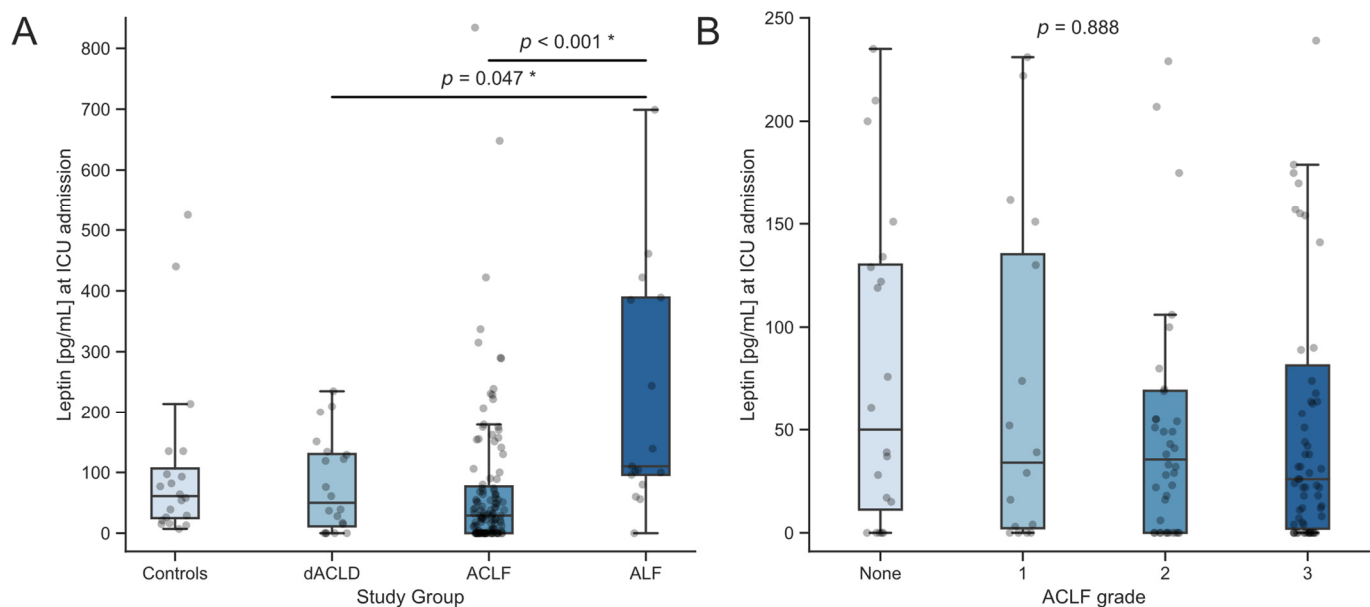 A
p < 0.001 *
p = 0.047 *
Leptin [pg/mL] at ICU admission
800
700
600
500
400
300
200
100
0
Controls dACLD ACLF ALF
Study Group
B
p = 0.888
Leptin [pg/mL] at ICU admission
250
200
150
100
50
0
None 1 2 3
ACLF grade